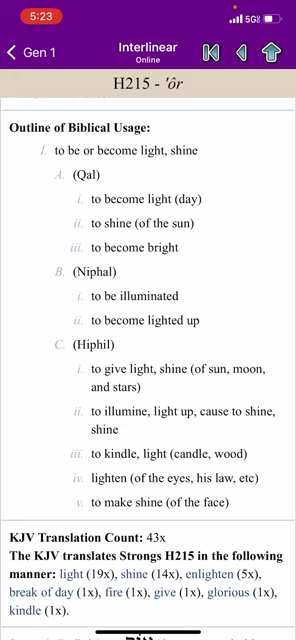 5:23
5G
Gen 1
Interlinear
Online
H215 - 'ôr
Outline of Biblical Usage:
I. to be or become light, shine
A. (Qal)
i. to become light (day)
ii. to shine (of the sun)
iii. to become bright
B. (Niphal)
i. to be illuminated
ii. to become lighted up
C. (Hiphil)
i. to give light, shine (of sun, moon,
and stars)
ii. to illumine, light up, cause to shine,
shine
iii. to kindle, light (candle, wood)
iv. lighten (of the eyes, his law, etc)
v. to make shine (of the face)
KJV Translation Count: 43x
The KJV translates Strongs H215 in the following
manner: light (19x), shine (14x), enlighten (5x),
break of day (1x), fire (1x), give (1x), glorious (1x),
kindle (1x).